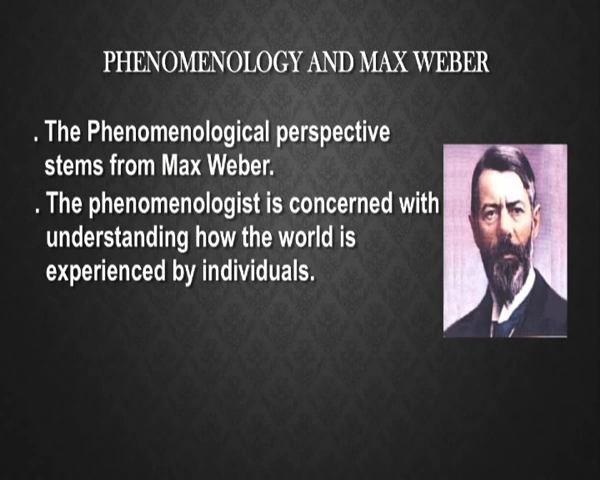 PHENOMENOLOGY AND MAX WEBER
. The Phenomenological perspective
stems from Max Weber.
. The phenomenologist is concerned with
understanding how the world is
experienced by individuals.